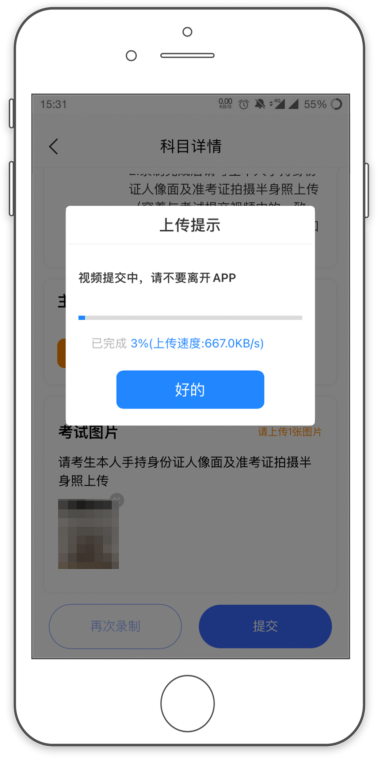 15:31
0.00
55%
科目详情
证人像面及准考证拍摄半身照上传
上传提示
视频提交中，请不要离开APP
已完成 3%(上传速度:667.0KB/s)
好的
考试图片
请上传1张图片
请考生本人手持身份证人像面及准考证拍摄半
身照上传
再次录制
提交